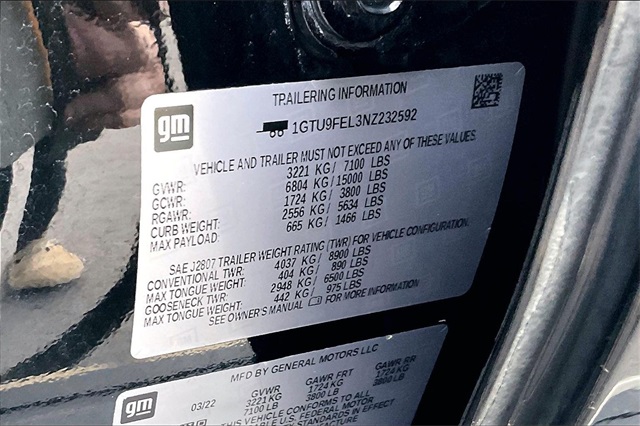 TRAILERING INFORMATION
gm
1GTU9FEL3NZ232592
VEHICLE AND TRAILER MUST NOT EXCEED ANY OF THESE VALUES
GVWR: 3221 KG / 7100 LBS
GCWR: 6804 KG / 15000 LBS
RGAWR: 1724 KG / 3800 LBS
CURB WEIGHT: 2556 KG / 5634 LBS
MAX PAYLOAD: 665 KG / 1466 LBS
SAE J2807 TRAILER WEIGHT RATING (TWR) FOR VEHICLE CONFIGURATION.
CONVENTIONAL TWR: 4037 KG / 8900 LBS
MAX TONGUE WEIGHT: 404 KG / 890 LBS
GOOSENECK TWR: 2948 KG / 6500 LBS
MAX TONGUE WEIGHT: 442 KG / 975 LBS
SEE OWNER'S MANUAL FOR MORE INFORMATION
gm
MFD BY GENERAL MOTORS LLC
03/22 GVWR GAWR FRT GAWR RR
3221 KG 1724 KG 1724 KG
7100 LB 3800 LB 3800 LB
THIS VEHICLE CONFORMS TO ALL
U.S. FEDERAL MOTOR
STANDARDS IN EFFECT